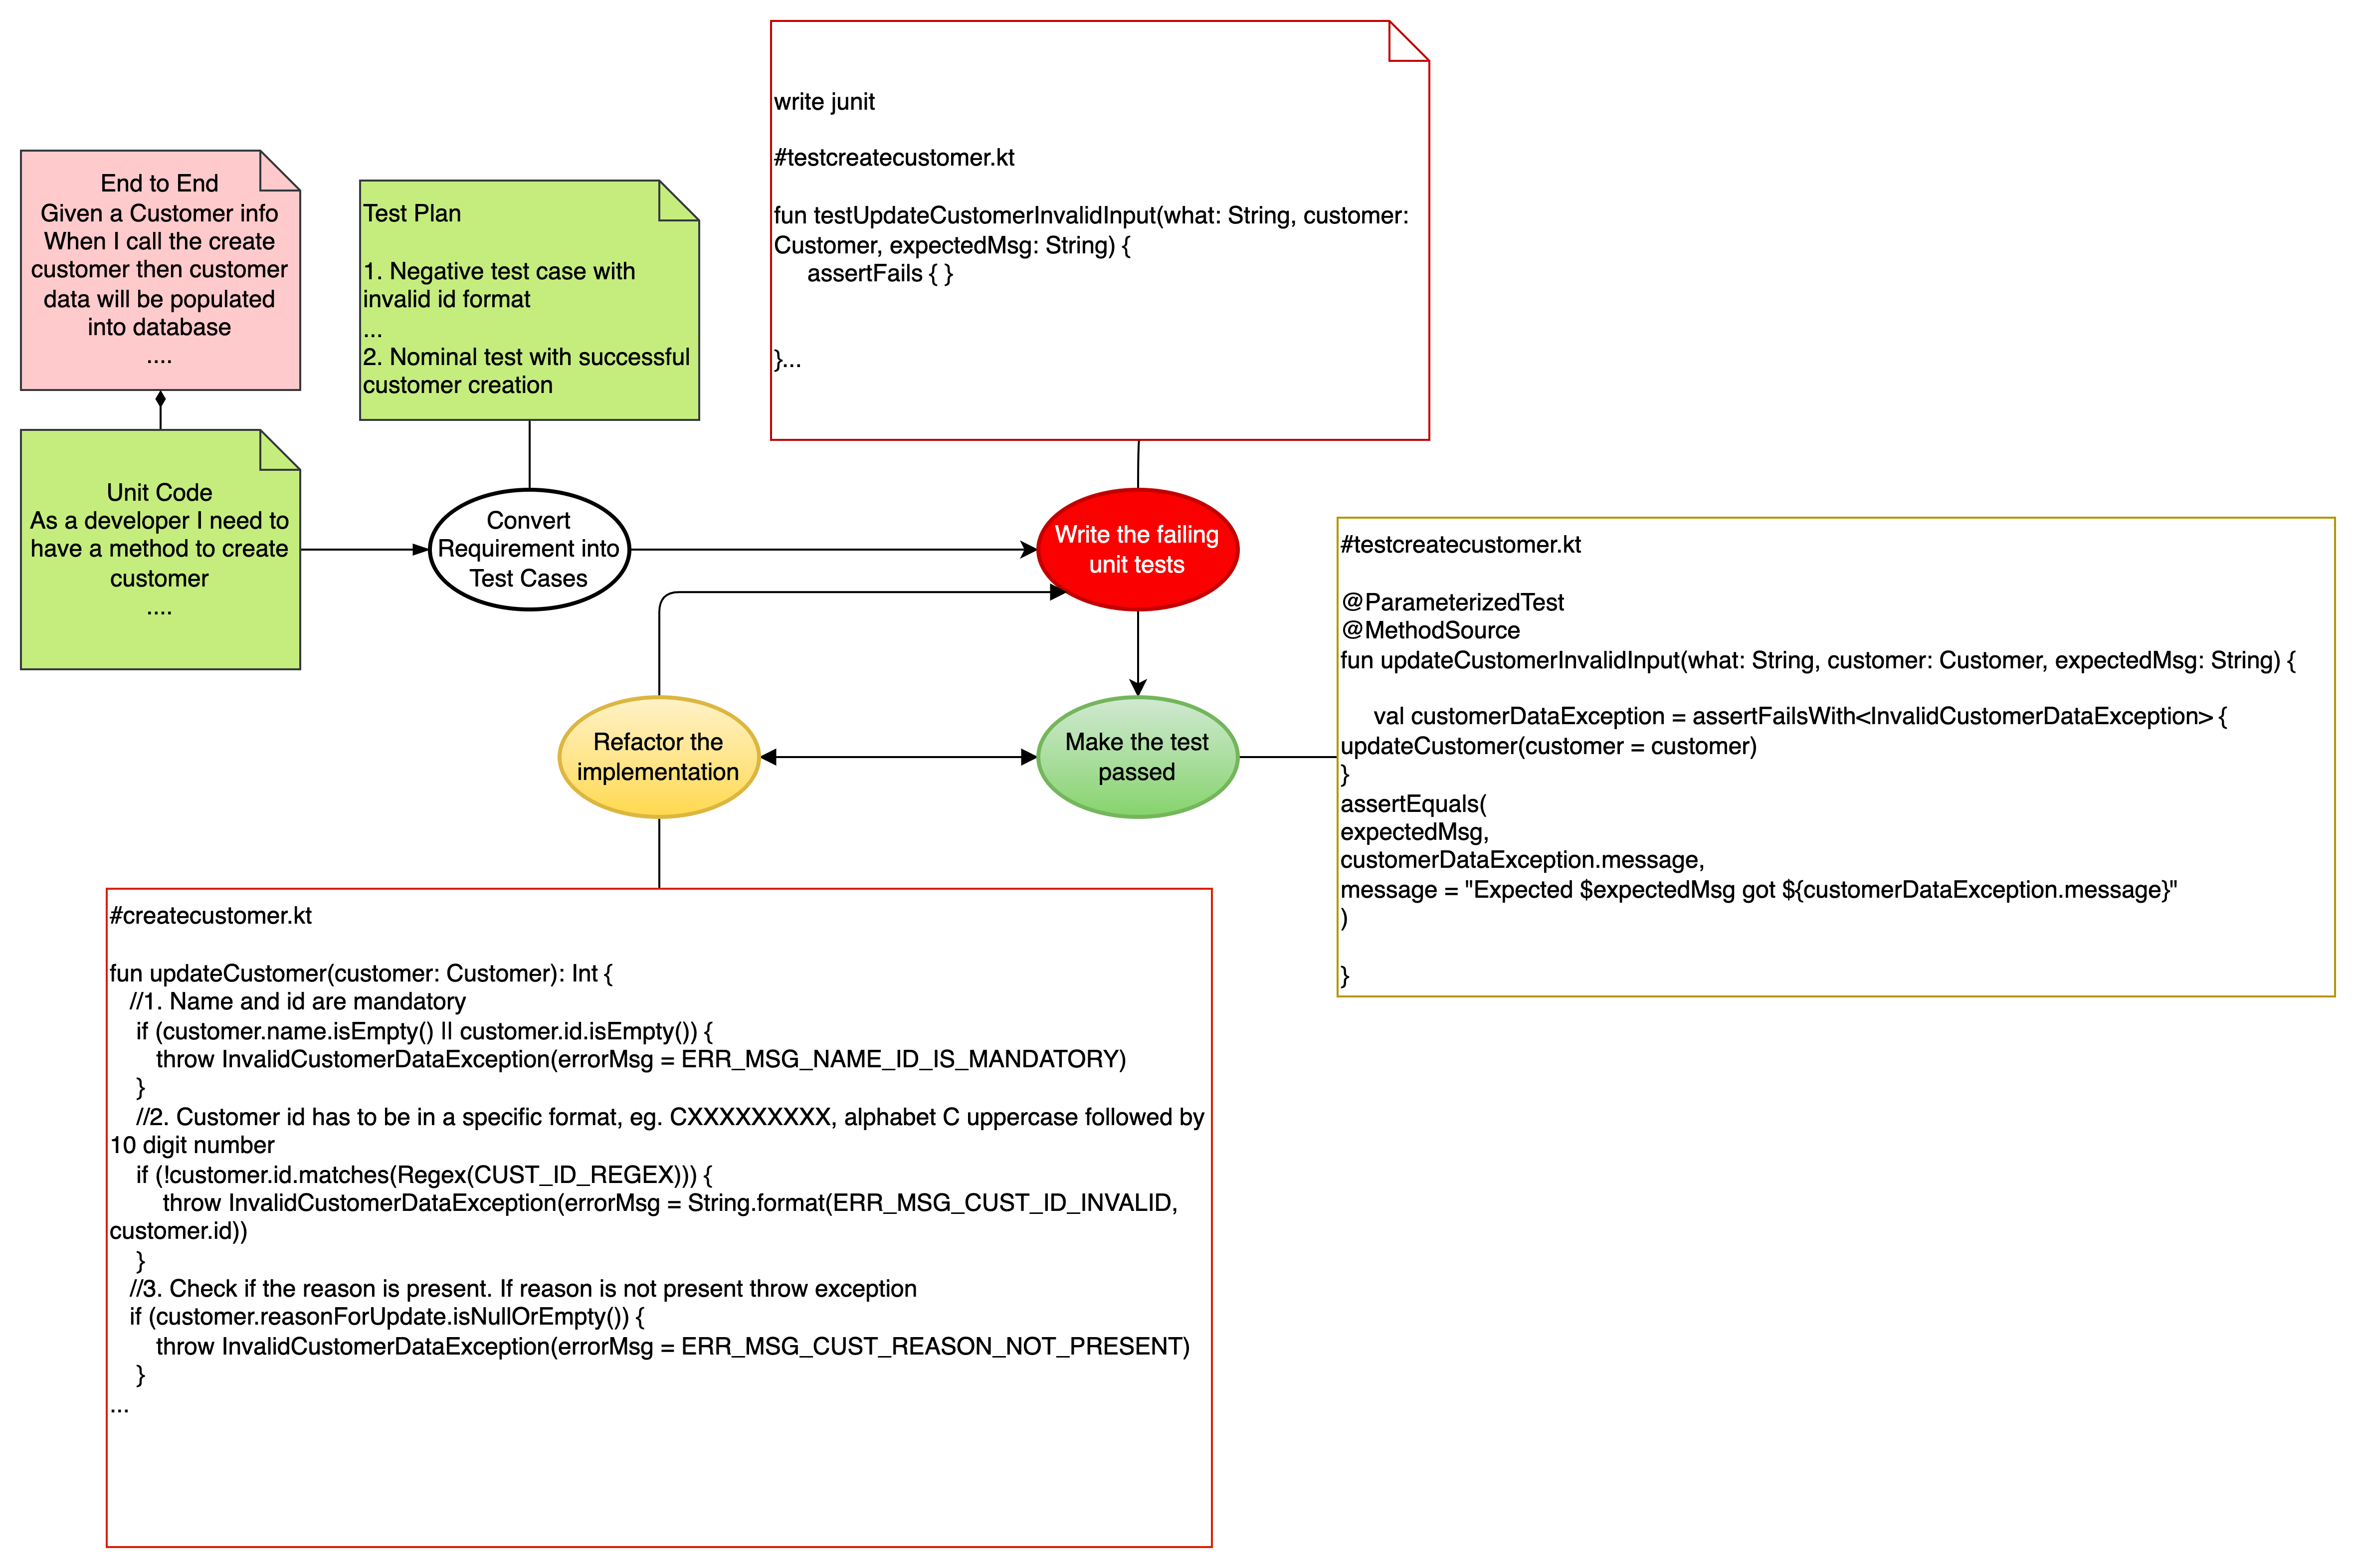 write junit
#testcreatecustomer.kt
fun testUpdateCustomerInvalidInput(what: String, customer:
Customer, expectedMsg: String) {
assertFails { }
}...
End to End
Given a Customer info
When I call the create
customer then customer
data will be populated
into database
....
Test Plan
1. Negative test case with
invalid id format
...
2. Nominal test with successful
customer creation
Unit Code
As a developer I need to
have a method to create
customer
....
Convert
Requirement into
Test Cases
Write the failing
unit tests
Refactor the
implementation
Make the test
passed
#testcreatecustomer.kt
@ParameterizedTest
@MethodSource
fun updateCustomerInvalidInput(what: String, customer: Customer, expectedMsg: String) {
val customerDataException = assertFailsWith<InvalidCustomerDataException> {
updateCustomer(customer = customer)
}
assertEquals(
expectedMsg,
customerDataException.message,
message = "Expected $expectedMsg got ${customerDataException.message}"
)
}
#createcustomer.kt
fun updateCustomer(customer: Customer): Int {
//1. Name and id are mandatory
if (customer.name.isEmpty() || customer.id.isEmpty()) {
throw InvalidCustomerDataException(errorMsg = ERR_MSG_NAME_ID_IS_MANDATORY)
}
//2. Customer id has to be in a specific format, eg. CXXXXXXXXX, alphabet C uppercase followed by
10 digit number
if (!customer.id.matches(Regex(CUST_ID_REGEX))) {
throw InvalidCustomerDataException(errorMsg = String.format(ERR_MSG_CUST_ID_INVALID,
customer.id))
}
//3. Check if the reason is present. If reason is not present throw exception
if (customer.reasonForUpdate.isNullOrEmpty()) {
throw InvalidCustomerDataException(errorMsg = ERR_MSG_CUST_REASON_NOT_PRESENT)
}
...